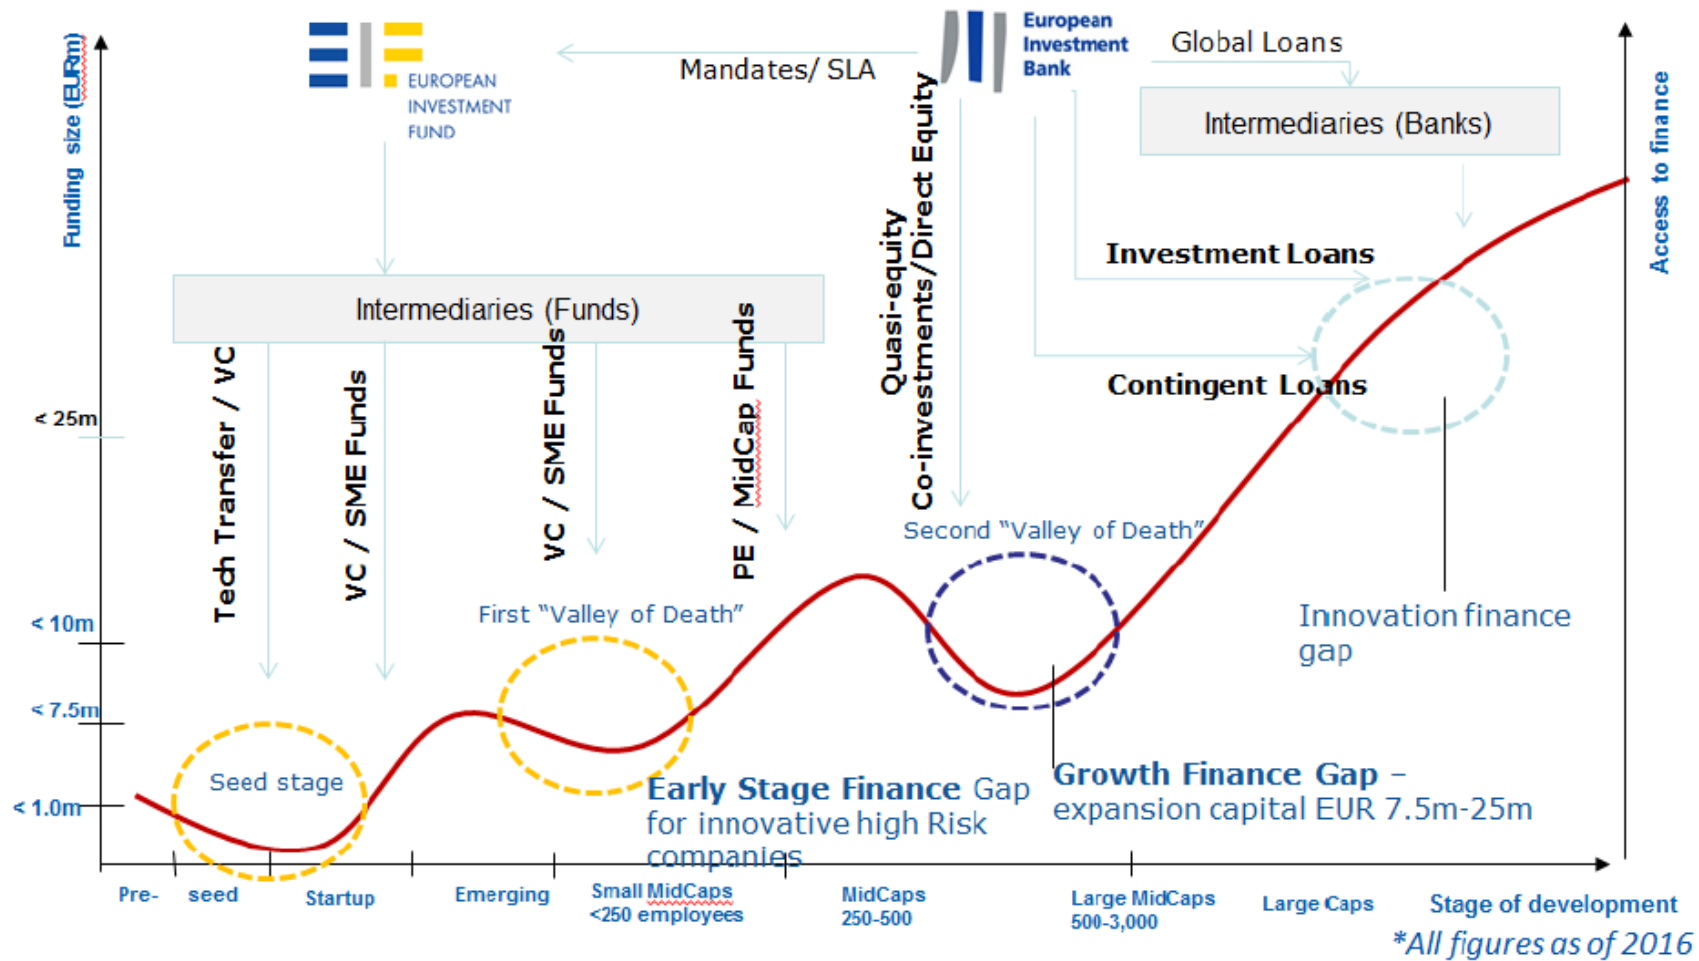 Funding size (EURm)
EUROPEAN
INVESTMENT
FUND
Mandates/ SLA
European
Investment
Bank
Global Loans
Intermediaries (Banks)
Access to finance
Intermediaries (Funds)
Tech Transfer / VC
VC / SME Funds
VC / SME Funds
PE / MidCap Funds
Quasi-equity
Co-investments/Direct Equity
Investment Loans
Contingent Loans
< 25m
< 10m
< 7.5m
< 1.0m
Second “Valley of Death”
First “Valley of Death”
Seed stage
Innovation finance
gap
Early Stage Finance Gap
for innovative high Risk
companies
Growth Finance Gap –
expansion capital EUR 7.5m-25m
Pre- seed
Startup
Emerging
Small MidCaps
<250 employees
MidCaps
250-500
Large MidCaps
500-3,000
Large Caps
Stage of development
*All figures as of 2016